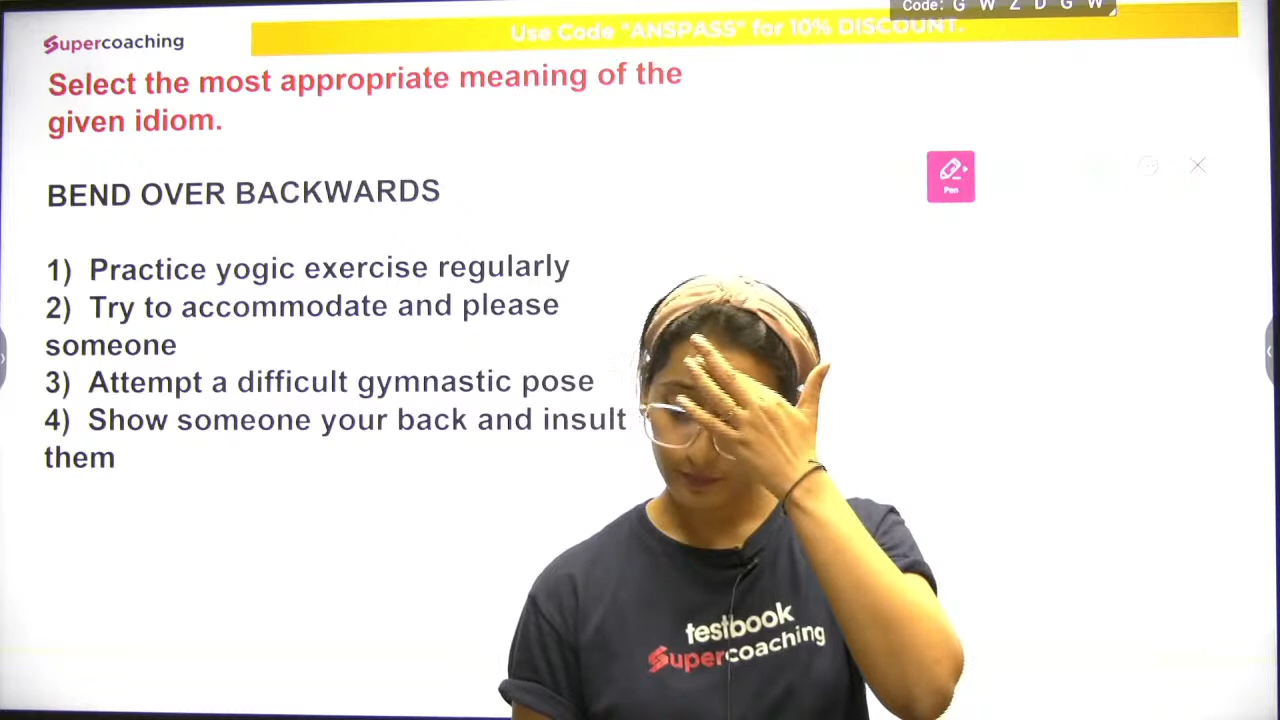 Code: G W Z D G W
Supercoaching
Use Code "ANSPASS" for 10% DISCOUNT.
Select the most appropriate meaning of the
given idiom.
Pen
BEND OVER BACKWARDS
1) Practice yogic exercise regularly
2) Try to accommodate and please
someone
3) Attempt a difficult gymnastic pose
4) Show someone your back and insult
them
testbook
Supercoaching